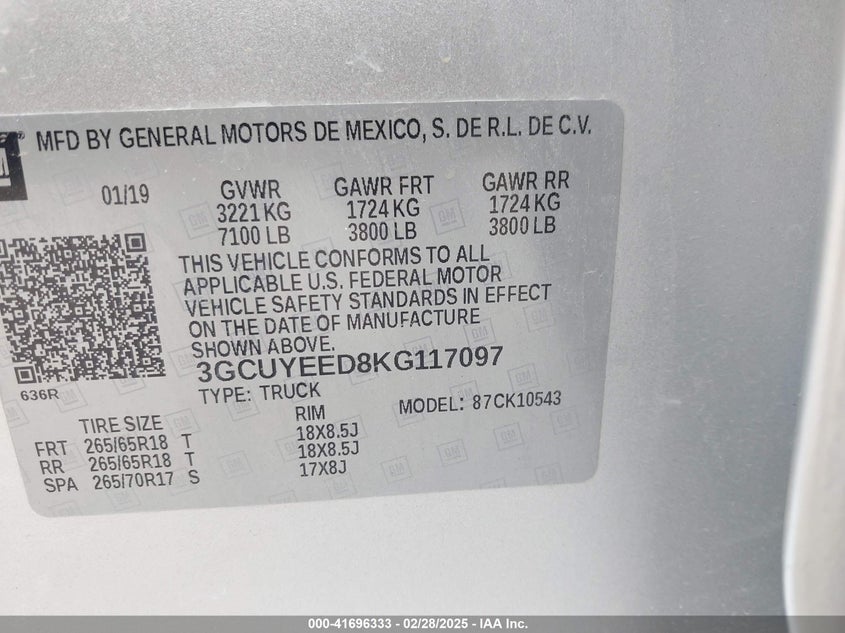 MFD BY GENERAL MOTORS DE MEXICO, S. DE R.L. DE C.V.
01/19
GVWR GAWR FRT GAWR RR
3221 KG 1724 KG 1724 KG
7100 LB 3800 LB 3800 LB
THIS VEHICLE CONFORMS TO ALL
APPLICABLE U.S. FEDERAL MOTOR
VEHICLE SAFETY STANDARDS IN EFFECT
ON THE DATE OF MANUFACTURE
SHOWN ABOVE.
3GCUYEED8KG117097
636R
TYPE: TRUCK
MODEL: 87CK10543
TIRE SIZE RIM
FRT 265/65R18 T 18X8.5J
RR 265/65R18 T 18X8.5J
SPA 265/70R17 S 17X8J
000-41696333 - 02/28/2025 - IAA Inc.